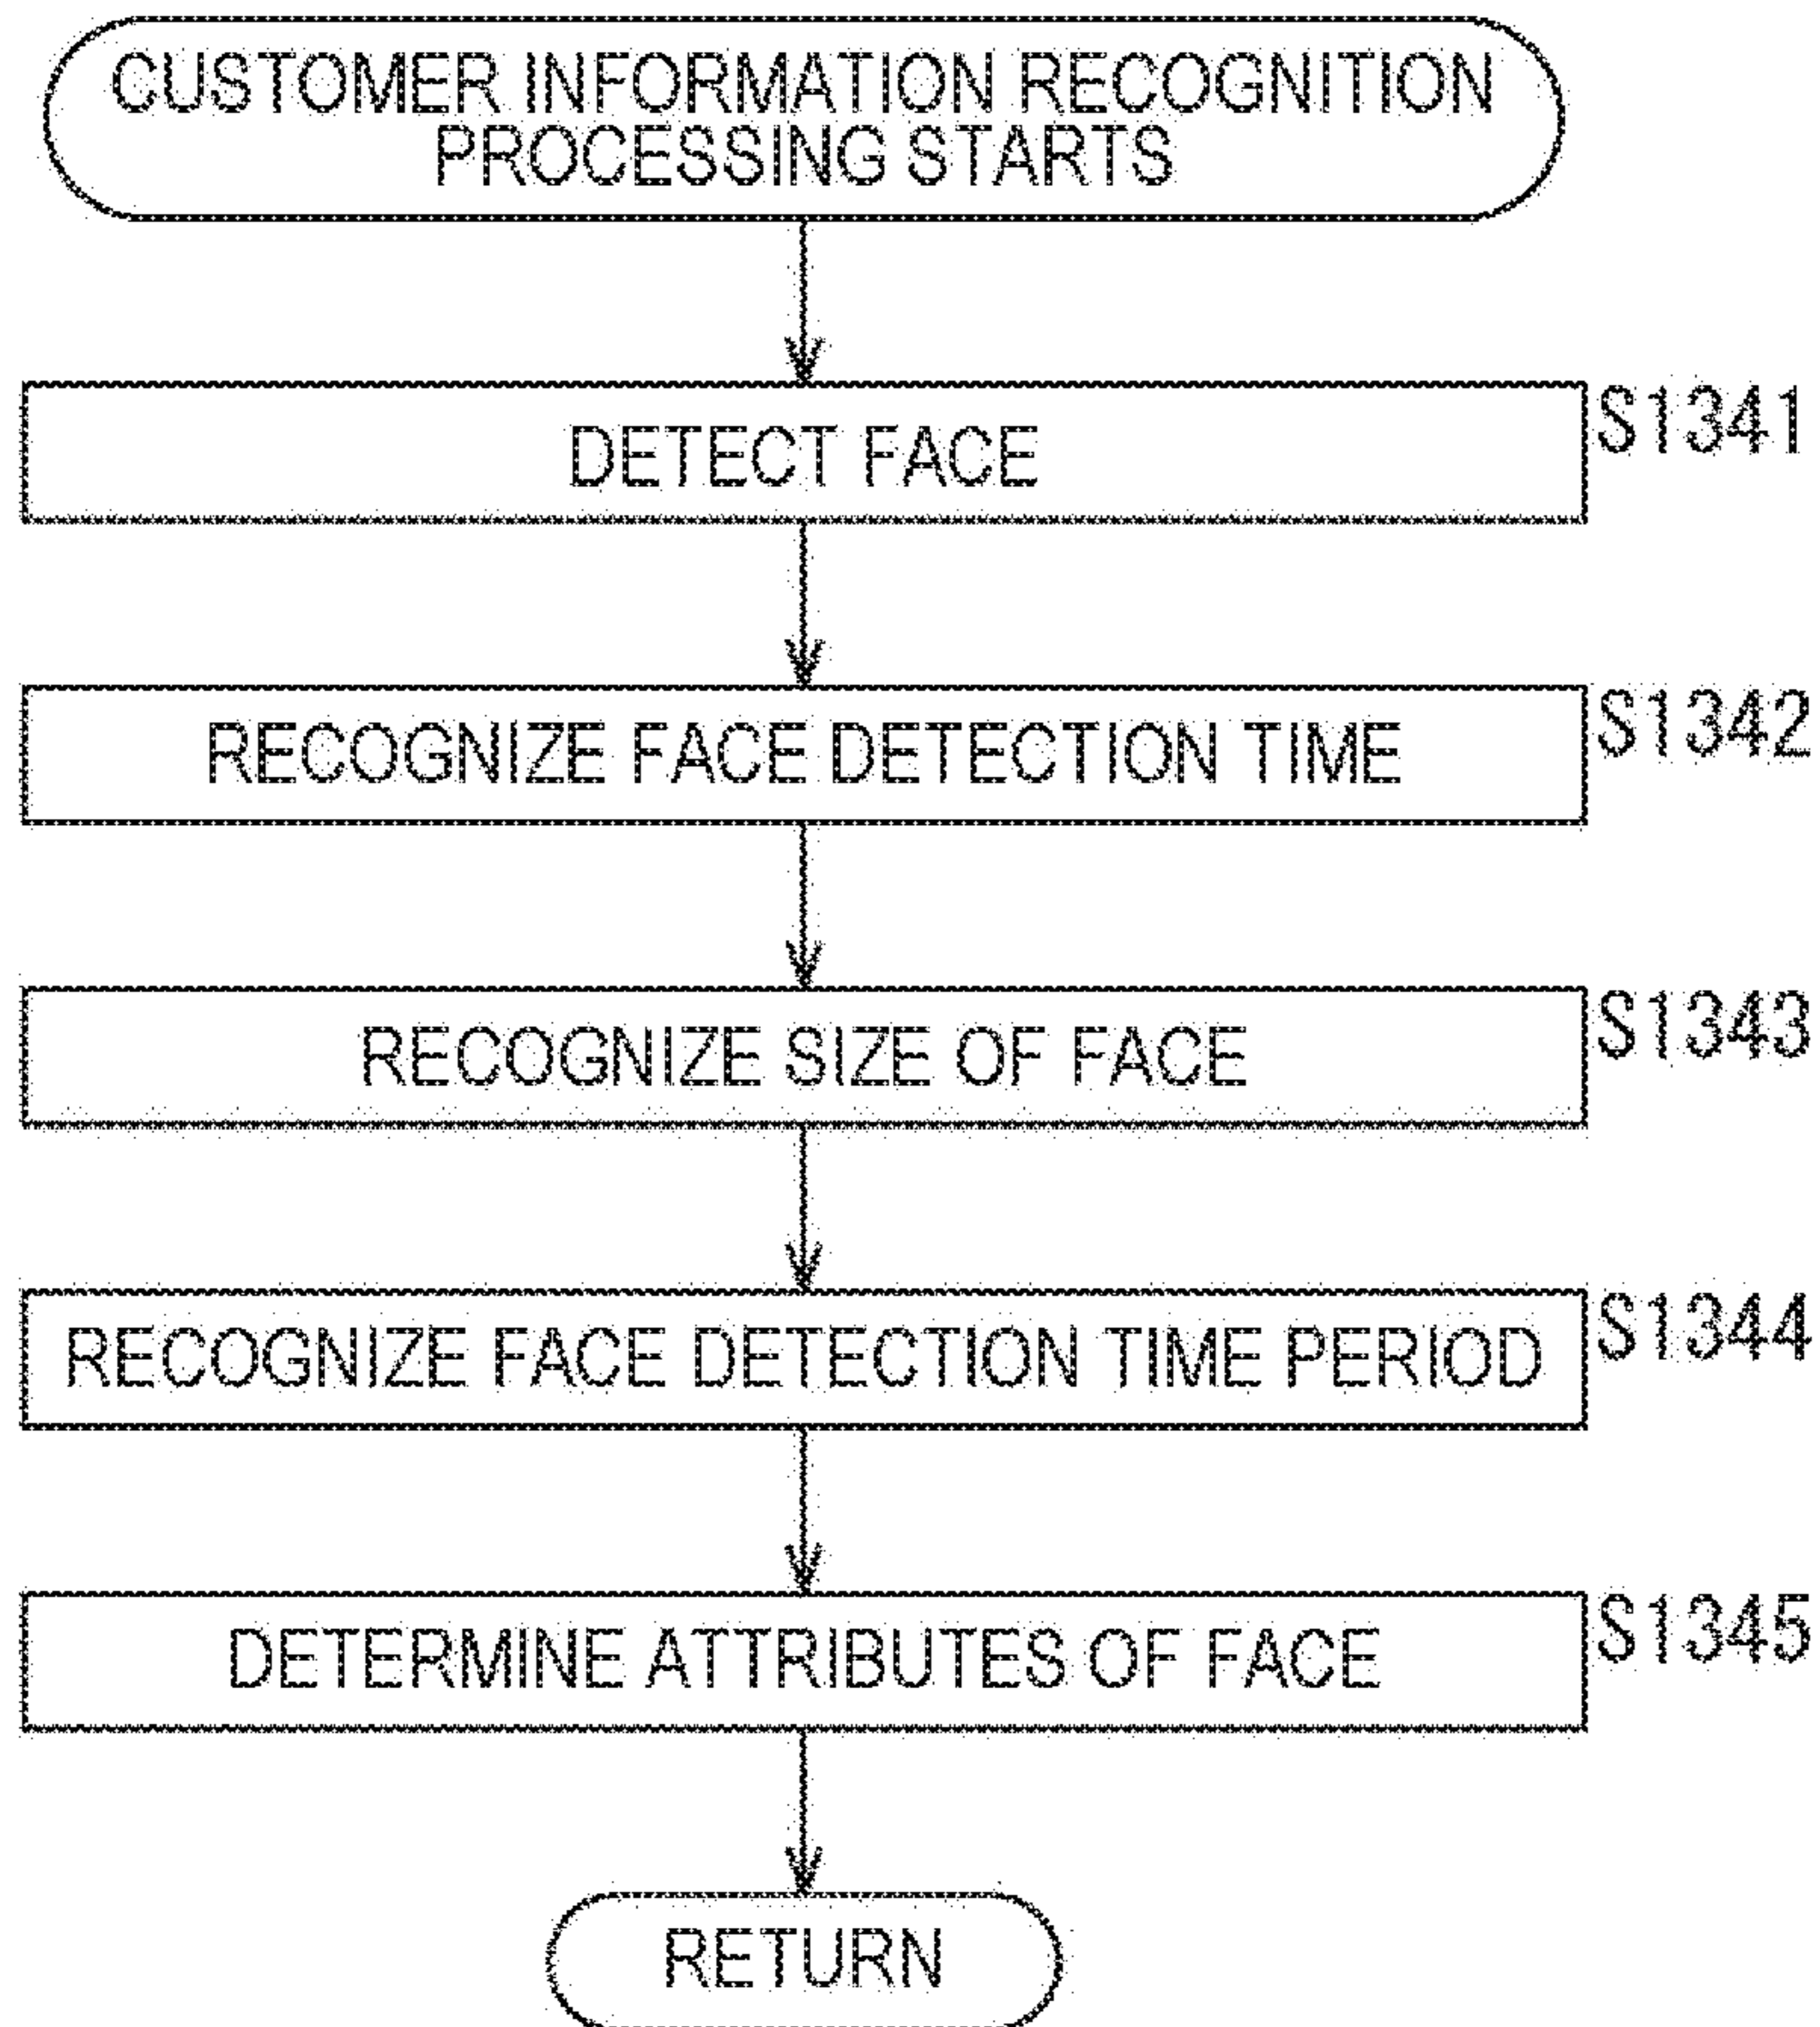 CUSTOMER INFORMATION RECOGNITION
PROCESSING STARTS
DETECT FACE
S1341
RECOGNIZE FACE DETECTION TIME
S1342
RECOGNIZE SIZE OF FACE
S1343
RECOGNIZE FACE DETECTION TIME PERIOD
S1344
DETERMINE ATTRIBUTES OF FACE
S1345
RETURN